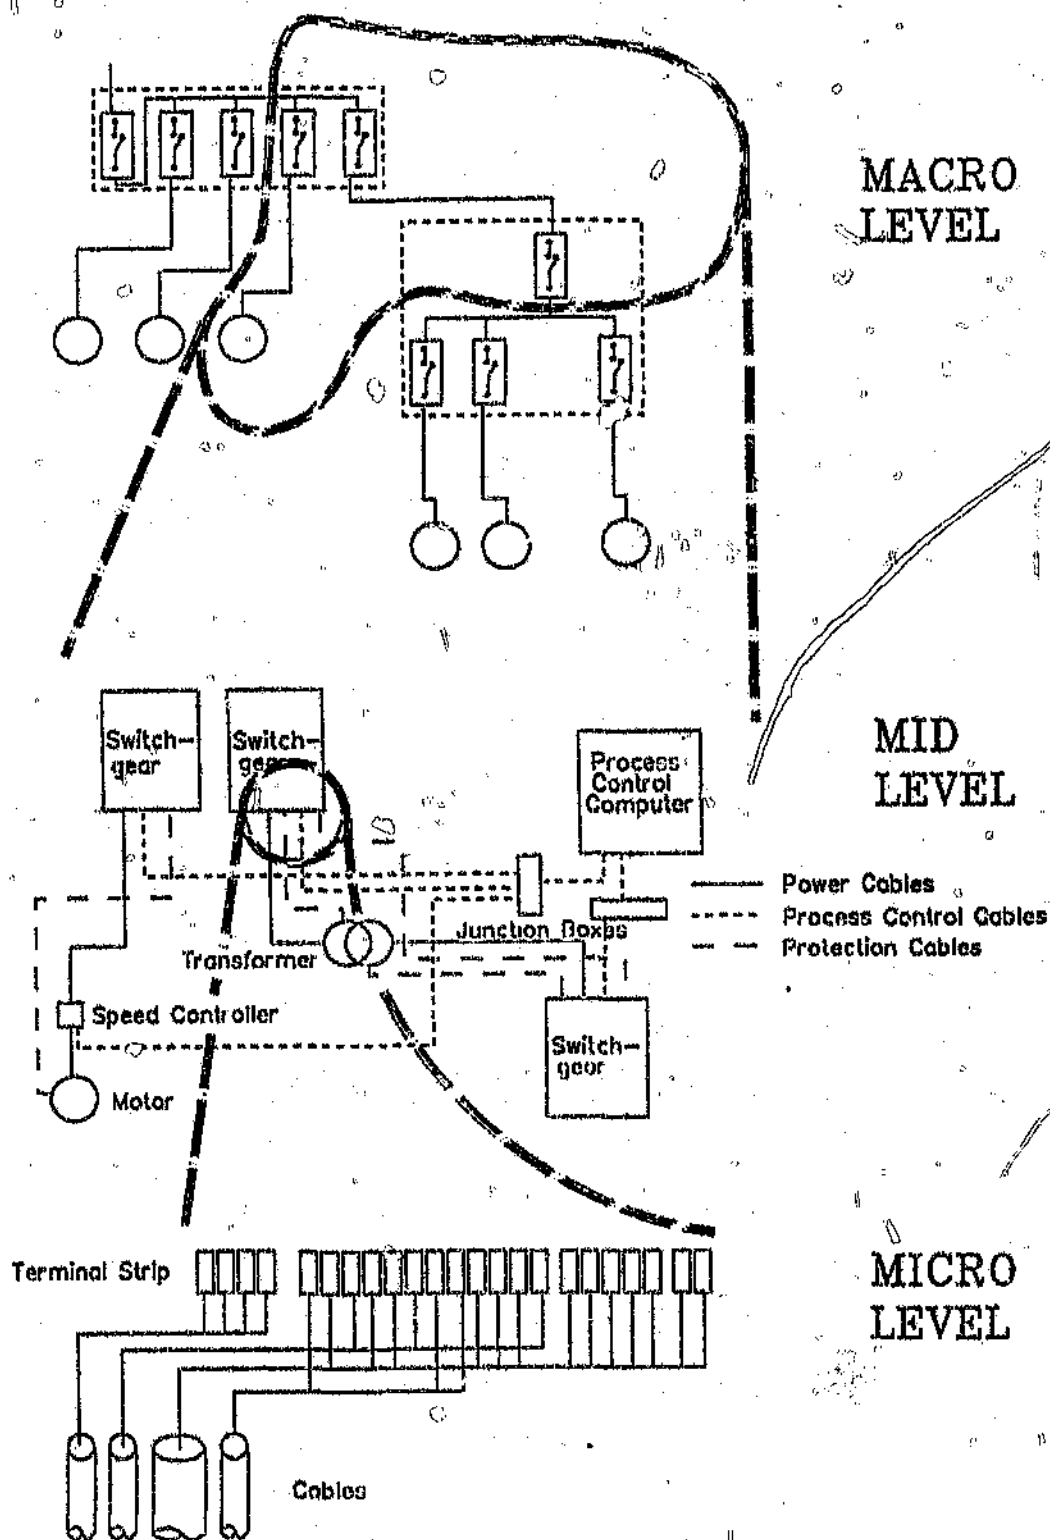 MACRO
LEVEL
Switch-
gear
Switch-
gear
Process
Control
Computer
MID
LEVEL
Power Cables
Process Control Cables
Protection Cables
Junction Boxes
Transformer
Speed Controller
Switch-
gear
Motor
Terminal Strip
MICRO
LEVEL
Cables